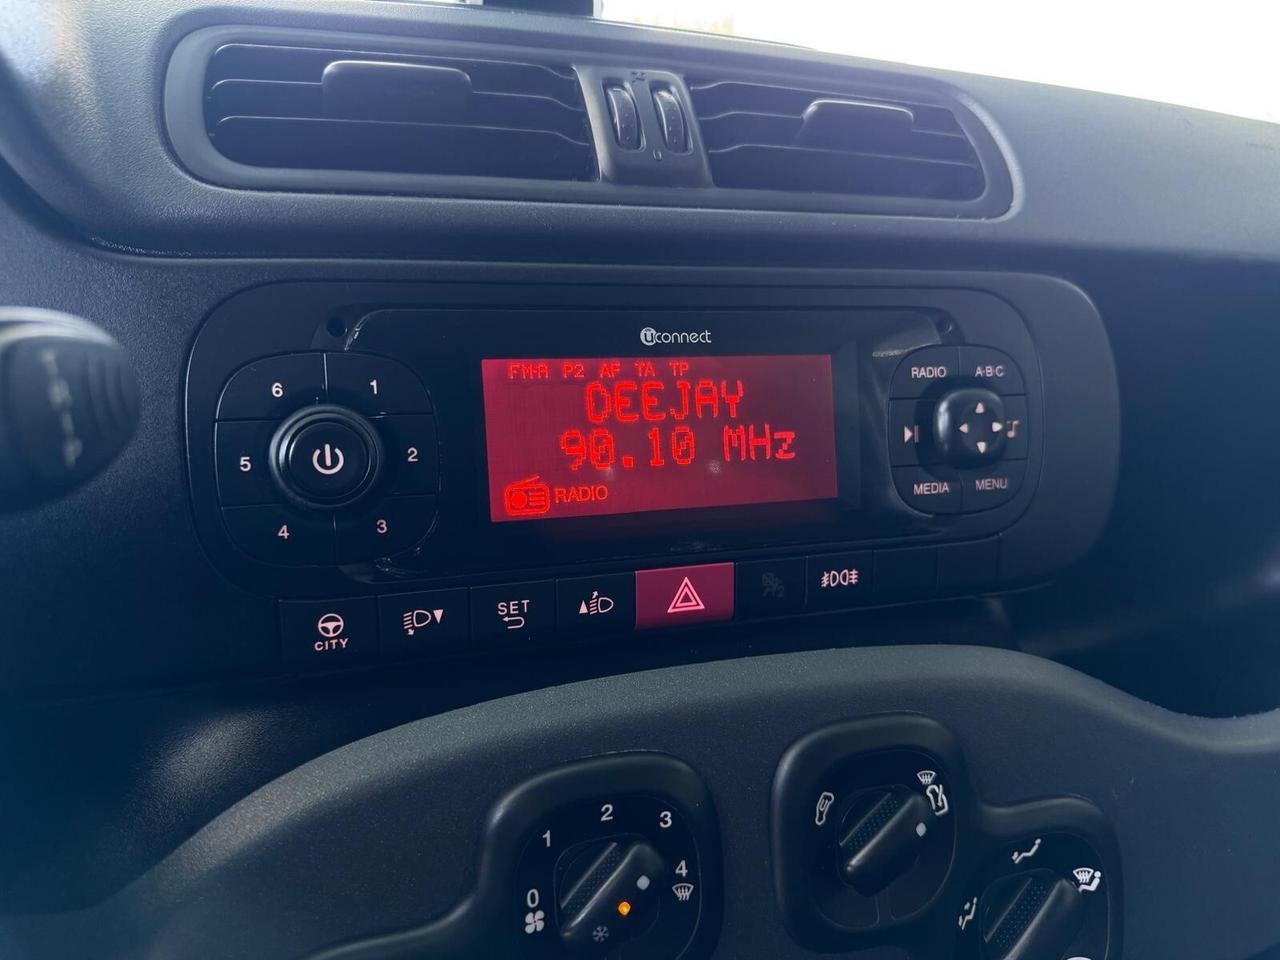 uconnect
FM-A P2 AF TA TP
DEEJAY
90.10 MHz
RADIO
6 1
5 2
4 3
RADIO A·B·C
MEDIA MENU
CITY
SET
0 1 2 3 4